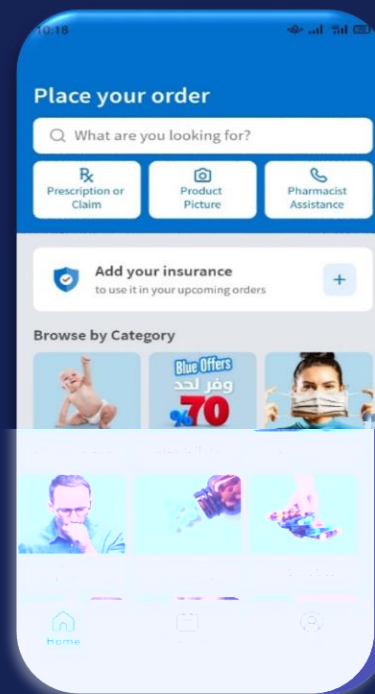 10:18
Place your order
What are you looking for?
Prescription or
Claim
Product
Picture
Pharmacist
Assistance
Add your insurance
to use it in your upcoming orders
+
Browse by Category
Blue Offers
وفر لحد
%70
Home